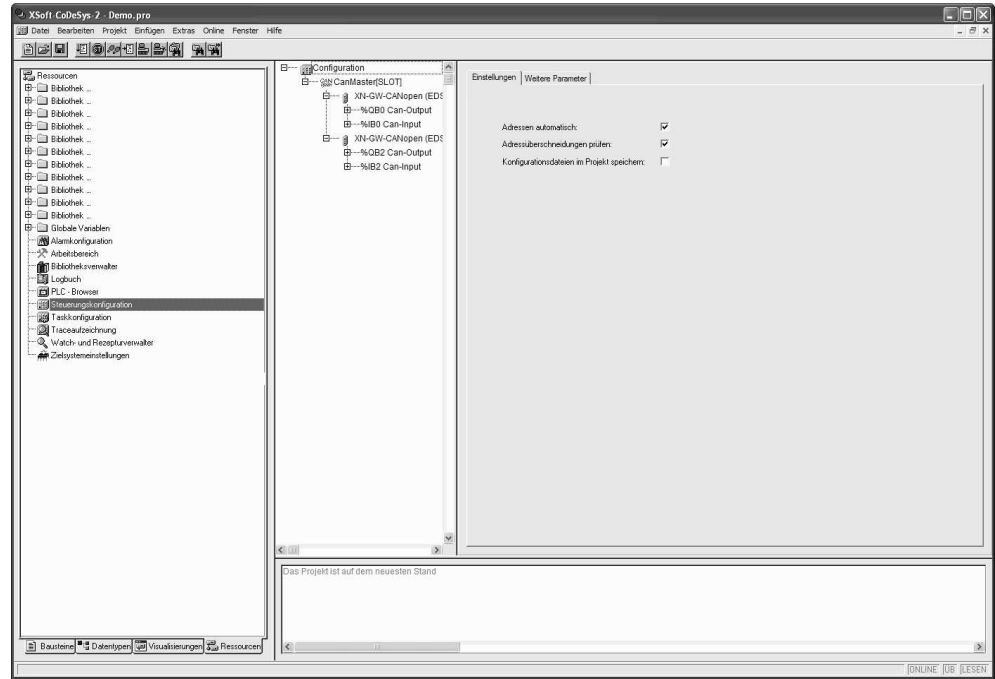 XSoft-CoDeSys-2 - Demo.pro
Datei Bearbeiten Projekt Einfügen Extras Online Fenster Hilfe
Ressourcen
Bibliothek ...
Bibliothek ...
Bibliothek ...
Bibliothek ...
Bibliothek ...
Bibliothek ...
Bibliothek ...
Bibliothek ...
Bibliothek ...
Bibliothek ...
Bibliothek ...
Globale Variablen
Alarmkonfiguration
Arbeitsbereich
Bibliotheksverwalter
Logbuch
PLC - Browser
Steuerungskonfiguration
Taskkonfiguration
Traceaufzeichnung
Watch- und Rezepturverwalter
Zielsystemeinstellungen
Bausteine Datentypen Visualisierungen Ressourcen
Configuration
CanMaster[SLOT]
XN-GW-CANopen (EDS
%QB0 Can-Output
%IB0 Can-Input
XN-GW-CANopen (EDS
%QB2 Can-Output
%IB2 Can-Input
Einstellungen Weitere Parameter
Adressen automatisch:
Adressüberschneidungen prüfen:
Konfigurationsdateien im Projekt speichern:
Das Projekt ist auf dem neuesten Stand
ONLINE ÜB LESEN